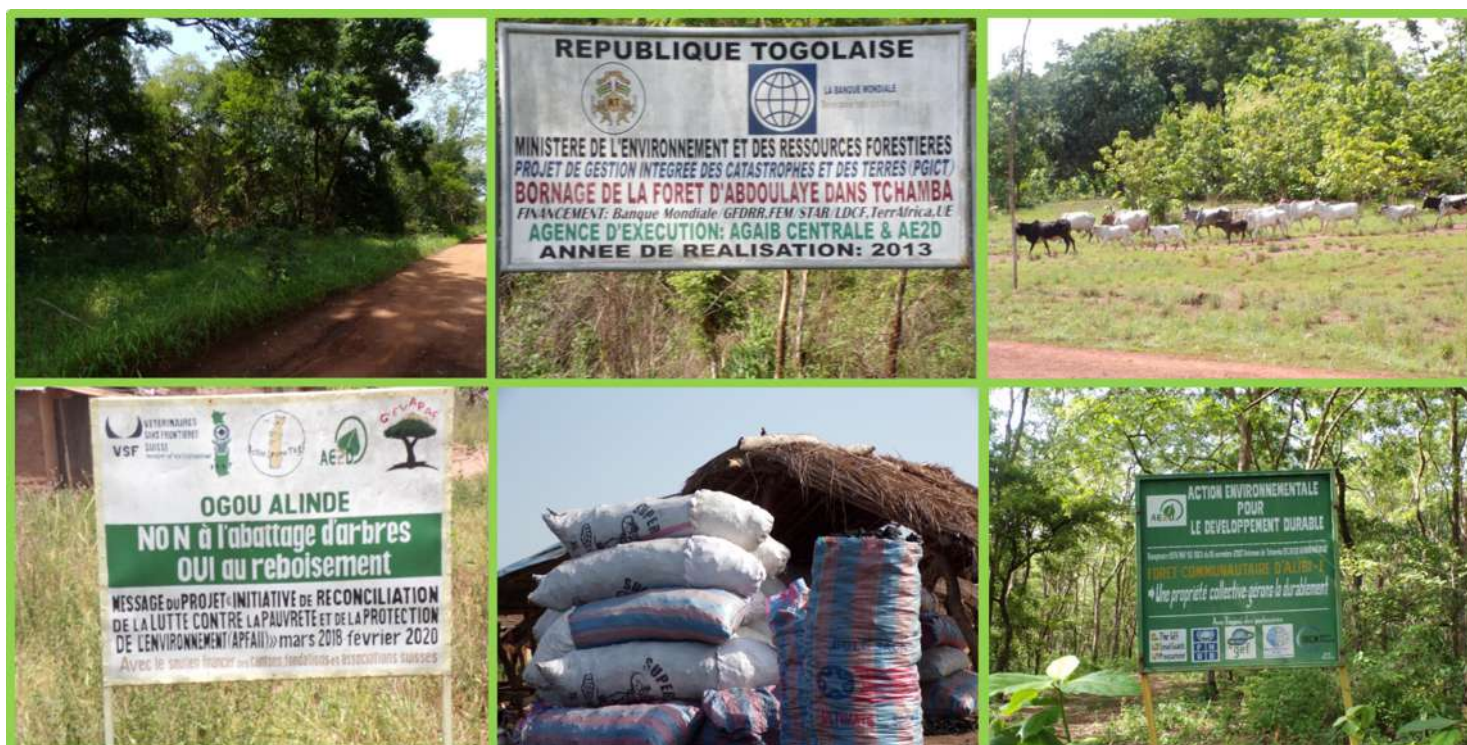 REPUBLIQUE TOGOLAISE
RT
LA BANQUE MONDIALE
MINISTERE DE L'ENVIRONNEMENT ET DES RESSOURCES FORESTIERES
PROJET DE GESTION INTEGREE DES CATASTROPHES ET DES TERRES (PGICT)
BORNAGE DE LA FORET D'ABDOULAYE DANS TCHAMBA
FINANCEMENT: Banque Mondiale/GFDRR,FEM/STAR/LDCF,TerrAfrica,UE
AGENCE D'EXECUTION: AGAIB CENTRALE & AE2D
ANNEE DE REALISATION: 2013
VETERINAIRES
SANS FRONTIERES
SUISSE
VSF
AE2D
OGOU ALINDE
NON à l'abattage d'arbres
OUI au reboisement
MESSAGE DU PROJET «INITIATIVE DE RECONCILIATION
DE LA LUTTE CONTRE LA PAUVRETE ET DE LA PROTECTION
DE L'ENVIRONNEMENT (APFAII)» mars 2018 février 2020
Avec le soutien financier des cantons, fondations et associations suisses
SUPER
SUPER
SUPER
AE2D
ACTION ENVIRONNEMENTALE
POUR
LE DEVELOPPEMENT DURABLE
FORET COMMUNAUTAIRE D'ALIBI-I
Une propriété collective-gérons la durablement
gef